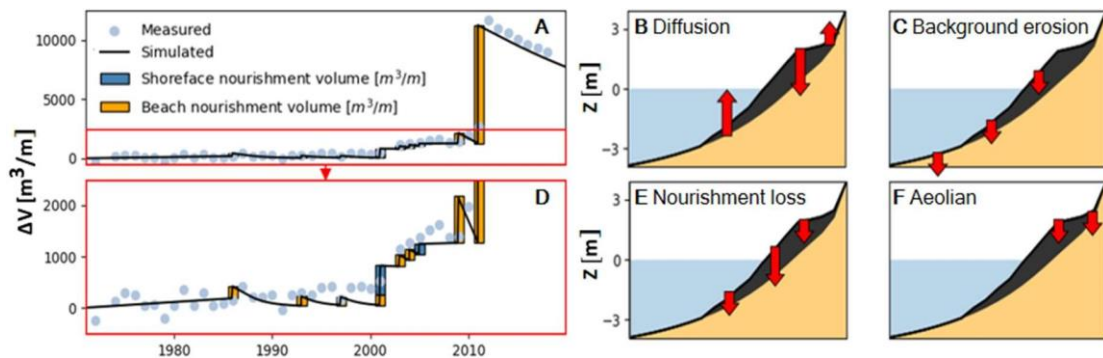 Measured
Simulated
Shoreface nourishment volume [m³/m]
Beach nourishment volume [m³/m]
A
10000
5000
0
ΔV [m³/m]
D
2000
1000
0
1980
1990
2000
2010
B Diffusion
Z [m]
3
0
−3
C Background erosion
E Nourishment loss
Z [m]
3
0
−3
F Aeolian